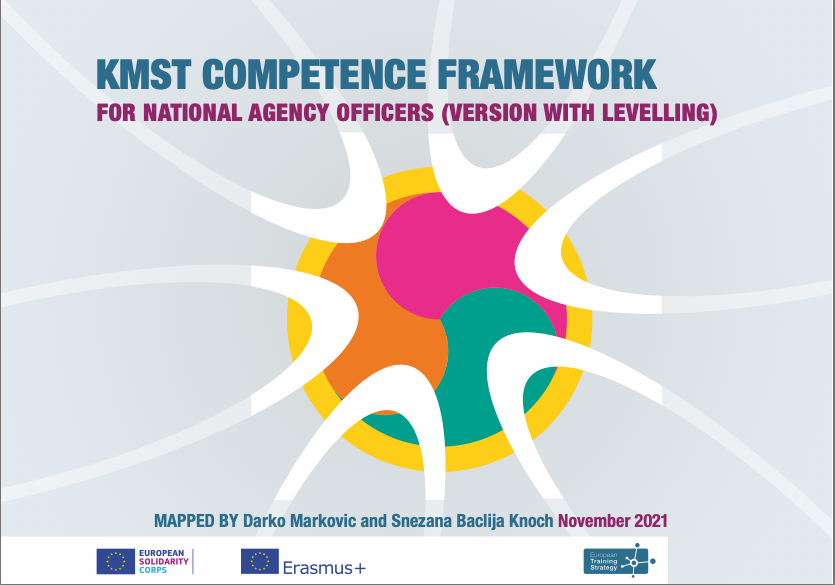 KMST COMPETENCE FRAMEWORK
FOR NATIONAL AGENCY OFFICERS (VERSION WITH LEVELLING)
MAPPED BY Darko Markovic and Snezana Baclija Knoch November 2021
EUROPEAN
SOLIDARITY
CORPS
Erasmus+
European
Training
Strategy